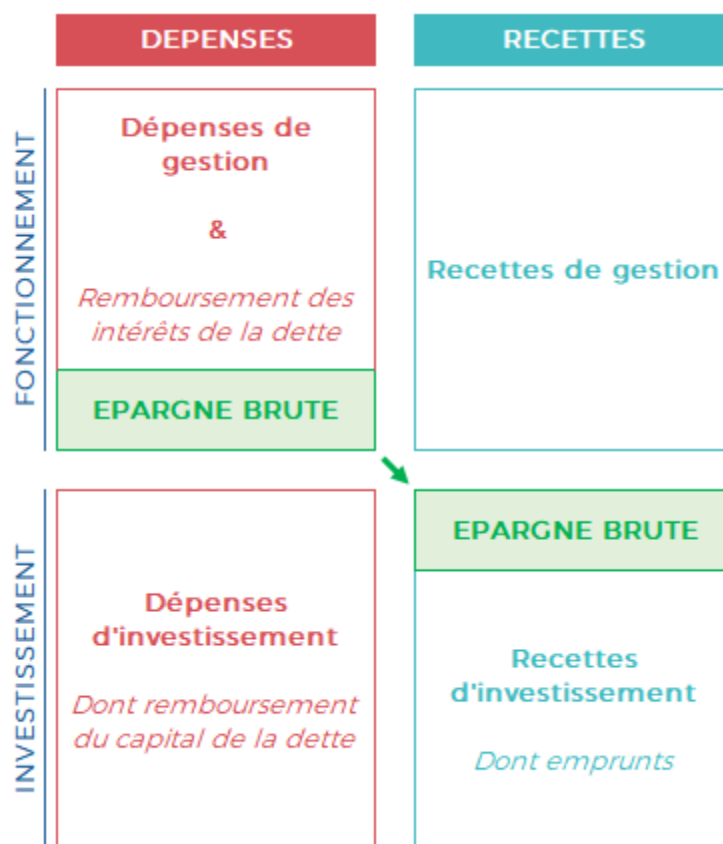 DEPENSES
RECETTES
FONCTIONNEMENT
Dépenses de
gestion
&
Remboursement des
intérêts de la dette
EPARGNE BRUTE
Recettes de gestion
INVESTISSEMENT
Dépenses
d'investissement
Dont remboursement
du capital de la dette
EPARGNE BRUTE
Recettes
d'investissement
Dont emprunts